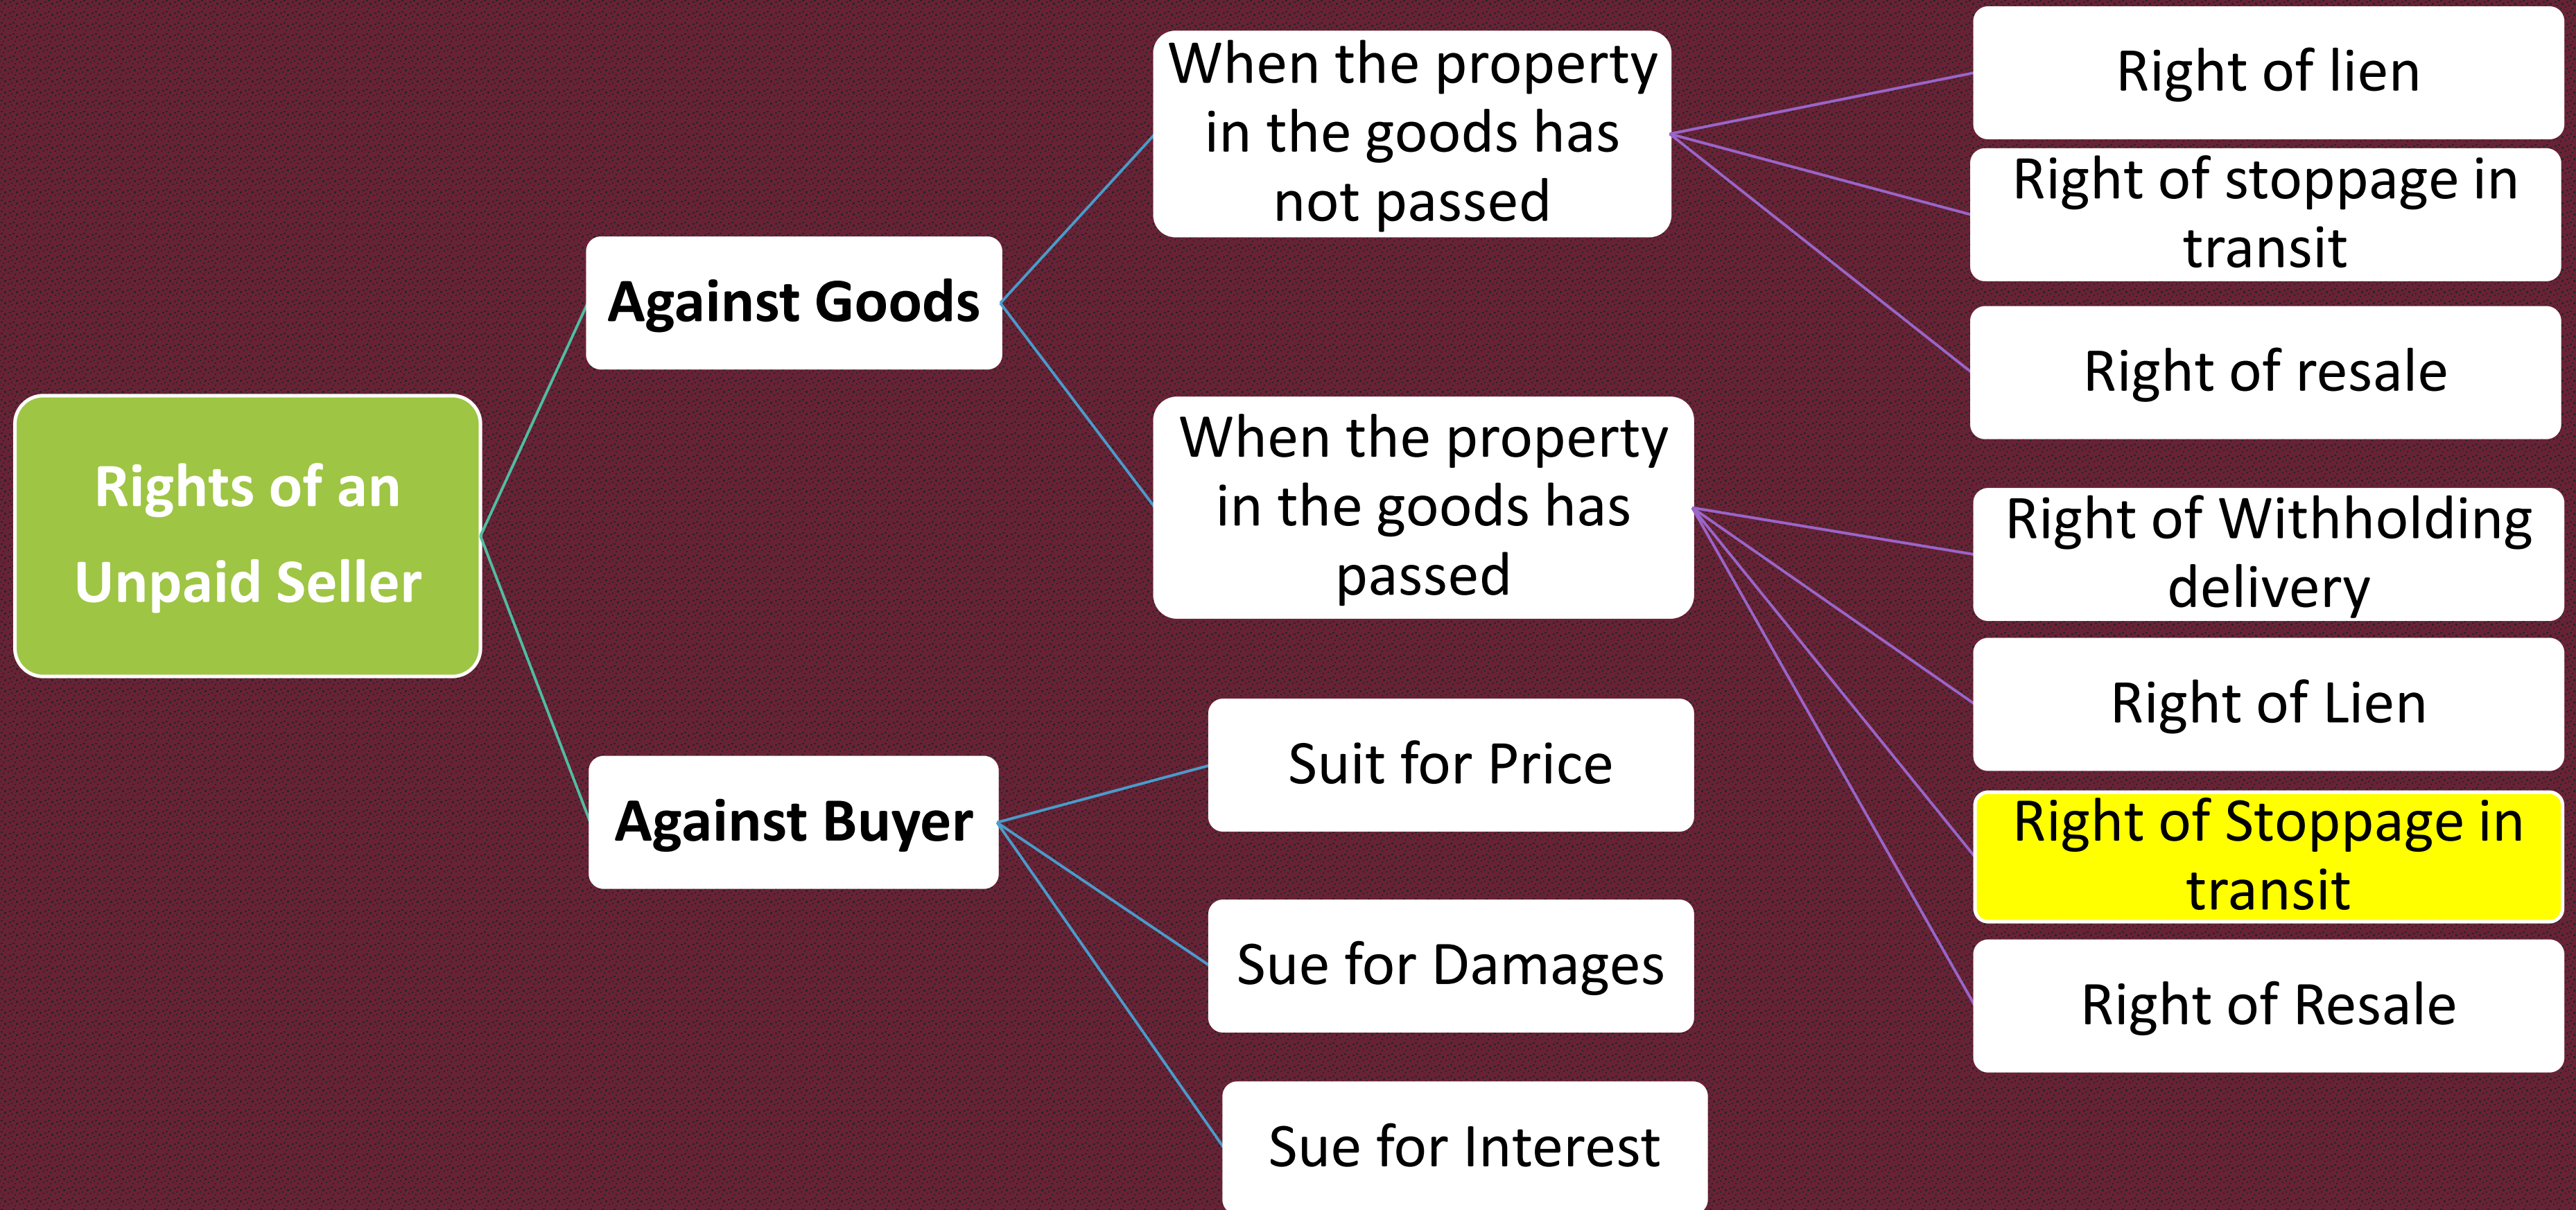 Rights of an
Unpaid Seller
Against Goods
When the property
in the goods has
not passed
Right of lien
Right of stoppage in
transit
Right of resale
When the property
in the goods has
passed
Right of Withholding
delivery
Right of Lien
Right of Stoppage in
transit
Right of Resale
Against Buyer
Suit for Price
Sue for Damages
Sue for Interest